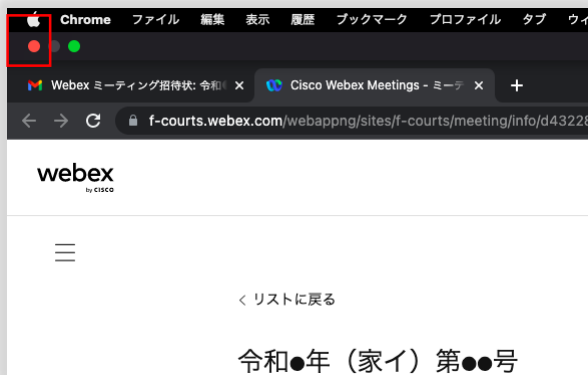 Chrome ファイル 編集 表示 履歴 ブックマーク プロファイル タブ
Webex ミーティング招待状: 令和 × Cisco Webex Meetings - ミーテ × +
f-courts.webex.com/webappng/sites/f-courts/meeting/info/d43228
webex
by CISCO
< リストに戻る
令和●年（家イ）第●●号